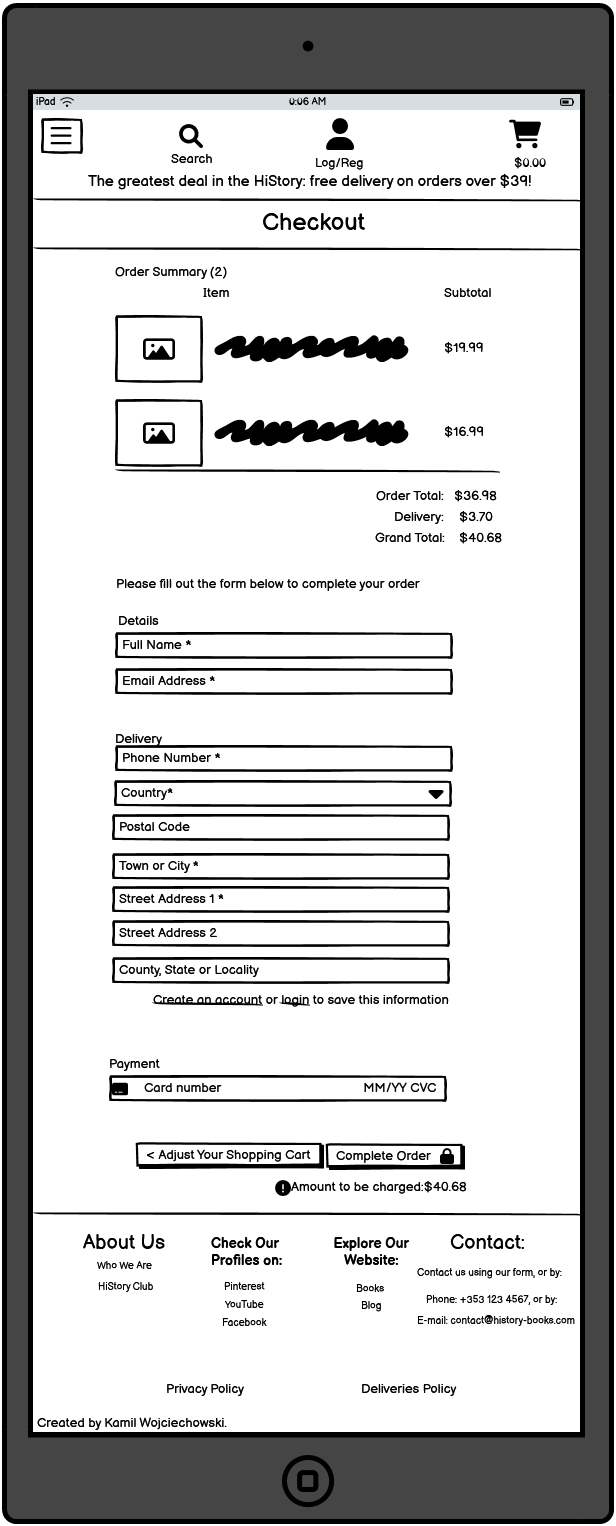 iPad 0:06 AM
Search
Log/Reg
$0.00
The greatest deal in the HiStory: free delivery on orders over $39!
Checkout
Order Summary (2)
Item Subtotal
$19.99
$16.99
Order Total: $36.98
Delivery: $3.70
Grand Total: $40.68
Please fill out the form below to complete your order
Details
Full Name *
Email Address *
Delivery
Phone Number *
Country*
Postal Code
Town or City *
Street Address 1 *
Street Address 2
County, State or Locality
Create an account or login to save this information
Payment
Card number MM/YY CVC
< Adjust Your Shopping Cart Complete Order
Amount to be charged:$40.68
About Us
Who We Are
HiStory Club
Check Our
Profiles on:
Pinterest
YouTube
Facebook
Explore Our
Website:
Books
Blog
Contact:
Contact us using our form, or by:
Phone: +353 123 4567, or by:
E-mail: contact@history-books.com
Privacy Policy Deliveries Policy
Created by Kamil Wojciechowski.